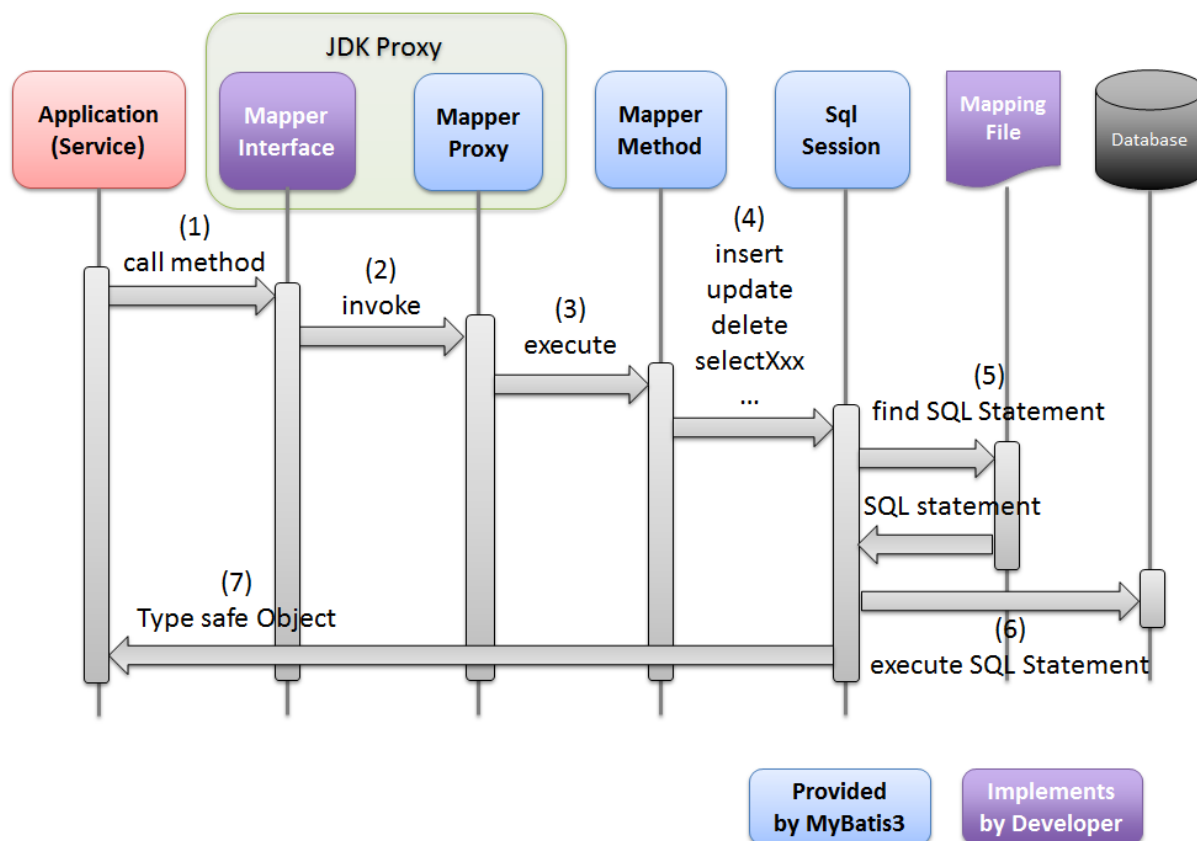 JDK Proxy
Application
(Service)
Mapper
Interface
Mapper
Proxy
Mapper
Method
Sql
Session
Mapping
File
Database
(1)
call method
(2)
invoke
(3)
execute
(4)
insert
update
delete
selectXxx
...
(5)
find SQL Statement
SQL statement
(6)
execute SQL Statement
(7)
Type safe Object
Provided
by MyBatis3
Implements
by Developer